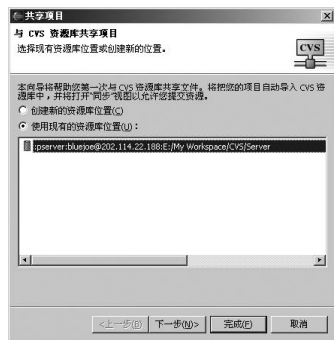 共享项目
与 CVS 资源库共享项目
选择现有资源库位置或创建新的位置。
CVS
本向导将帮助您第一次与 CVS 资源库共享文件。将把您的项目自动导入 CVS 资
源库中，并将打开“同步”视图以允许您提交资源。
创建新的资源库位置(C)
使用现有的资源库位置(U)：
:pserver:bluejoe@202.114.22.188:E:/My Workspace/CVS/Server
<上一步(B)
下一步(N)>
完成(F)
取消